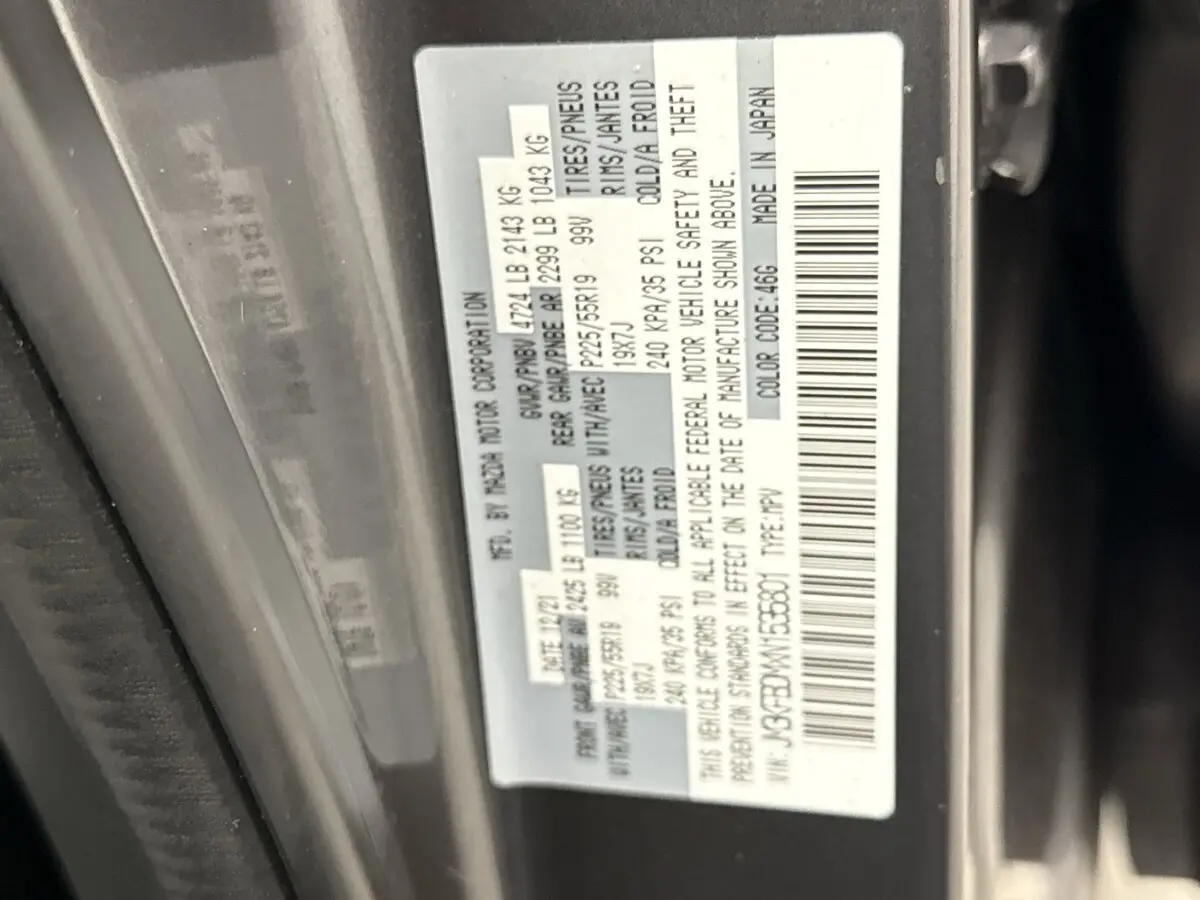 MFD. BY MAZDA MOTOR CORPORATION
DATE 12/21 GVWR/PNBV 4724 LB 2143 KG
FRONT GAWR/PNBE AV 2425 LB 1100 KG REAR GAWR/PNBE AR 2299 LB 1043 KG
WITH/AVEC P225/55R19 99V TIRES/PNEUS WITH/AVEC P225/55R19 99V TIRES/PNEUS
19X7J RIMS/JANTES 19X7J RIMS/JANTES
240 KPA/35 PSI COLD/A FROID 240 KPA/35 PSI COLD/A FROID
THIS VEHICLE CONFORMS TO ALL APPLICABLE FEDERAL MOTOR VEHICLE SAFETY AND THEFT
PREVENTION STANDARDS IN EFFECT ON THE DATE OF MANUFACTURE SHOWN ABOVE.
VIN: JM3KFBDMXN1535801 TYPE:MPV COLOR CODE:46G MADE IN JAPAN